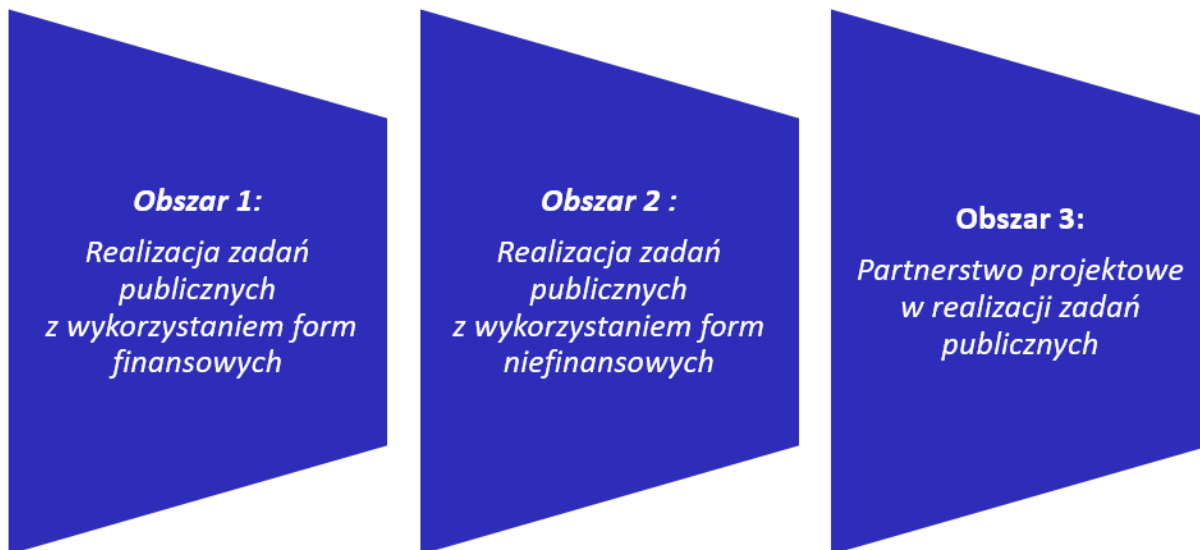 Obszar 1:
Realizacja zadań
publicznych
z wykorzystaniem form
finansowych
Obszar 2 :
Realizacja zadań
publicznych
z wykorzystaniem form
niefinansowych
Obszar 3:
Partnerstwo projektowe
w realizacji zadań
publicznych